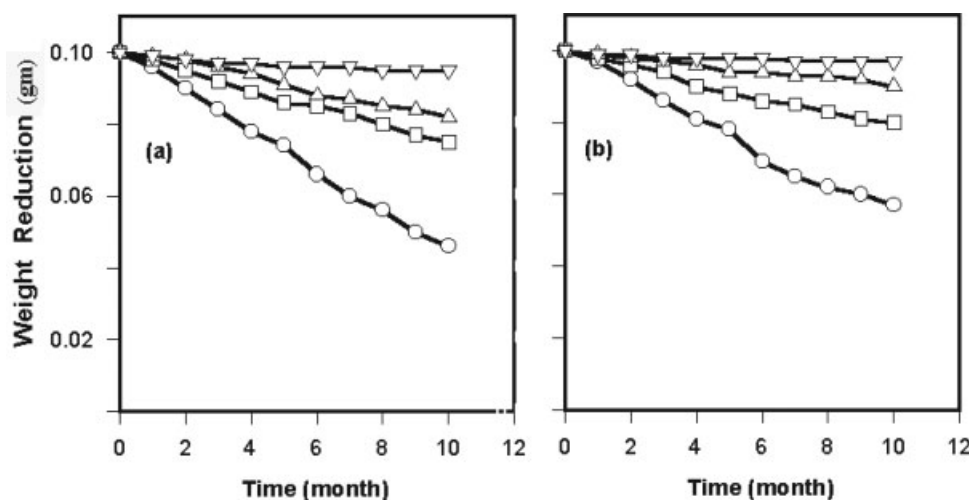 Weight Reduction (gm)
0.10
0.06
0.02
(a)
0 2 4 6 8 10 12
Time (month)
(b)
0 2 4 6 8 10 12
Time (month)